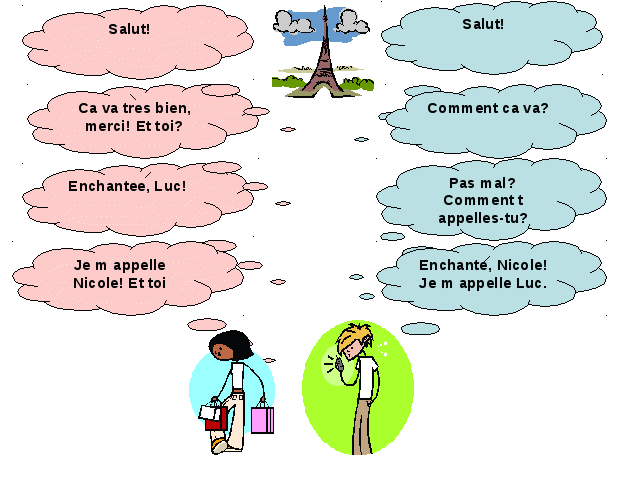 Salut!
Salut!
Ca va tres bien,
merci! Et toi?
Comment ca va?
Enchantee, Luc!
Pas mal?
Comment t
appelles-tu?
Je m appelle
Nicole! Et toi
Enchante, Nicole!
Je m appelle Luc.